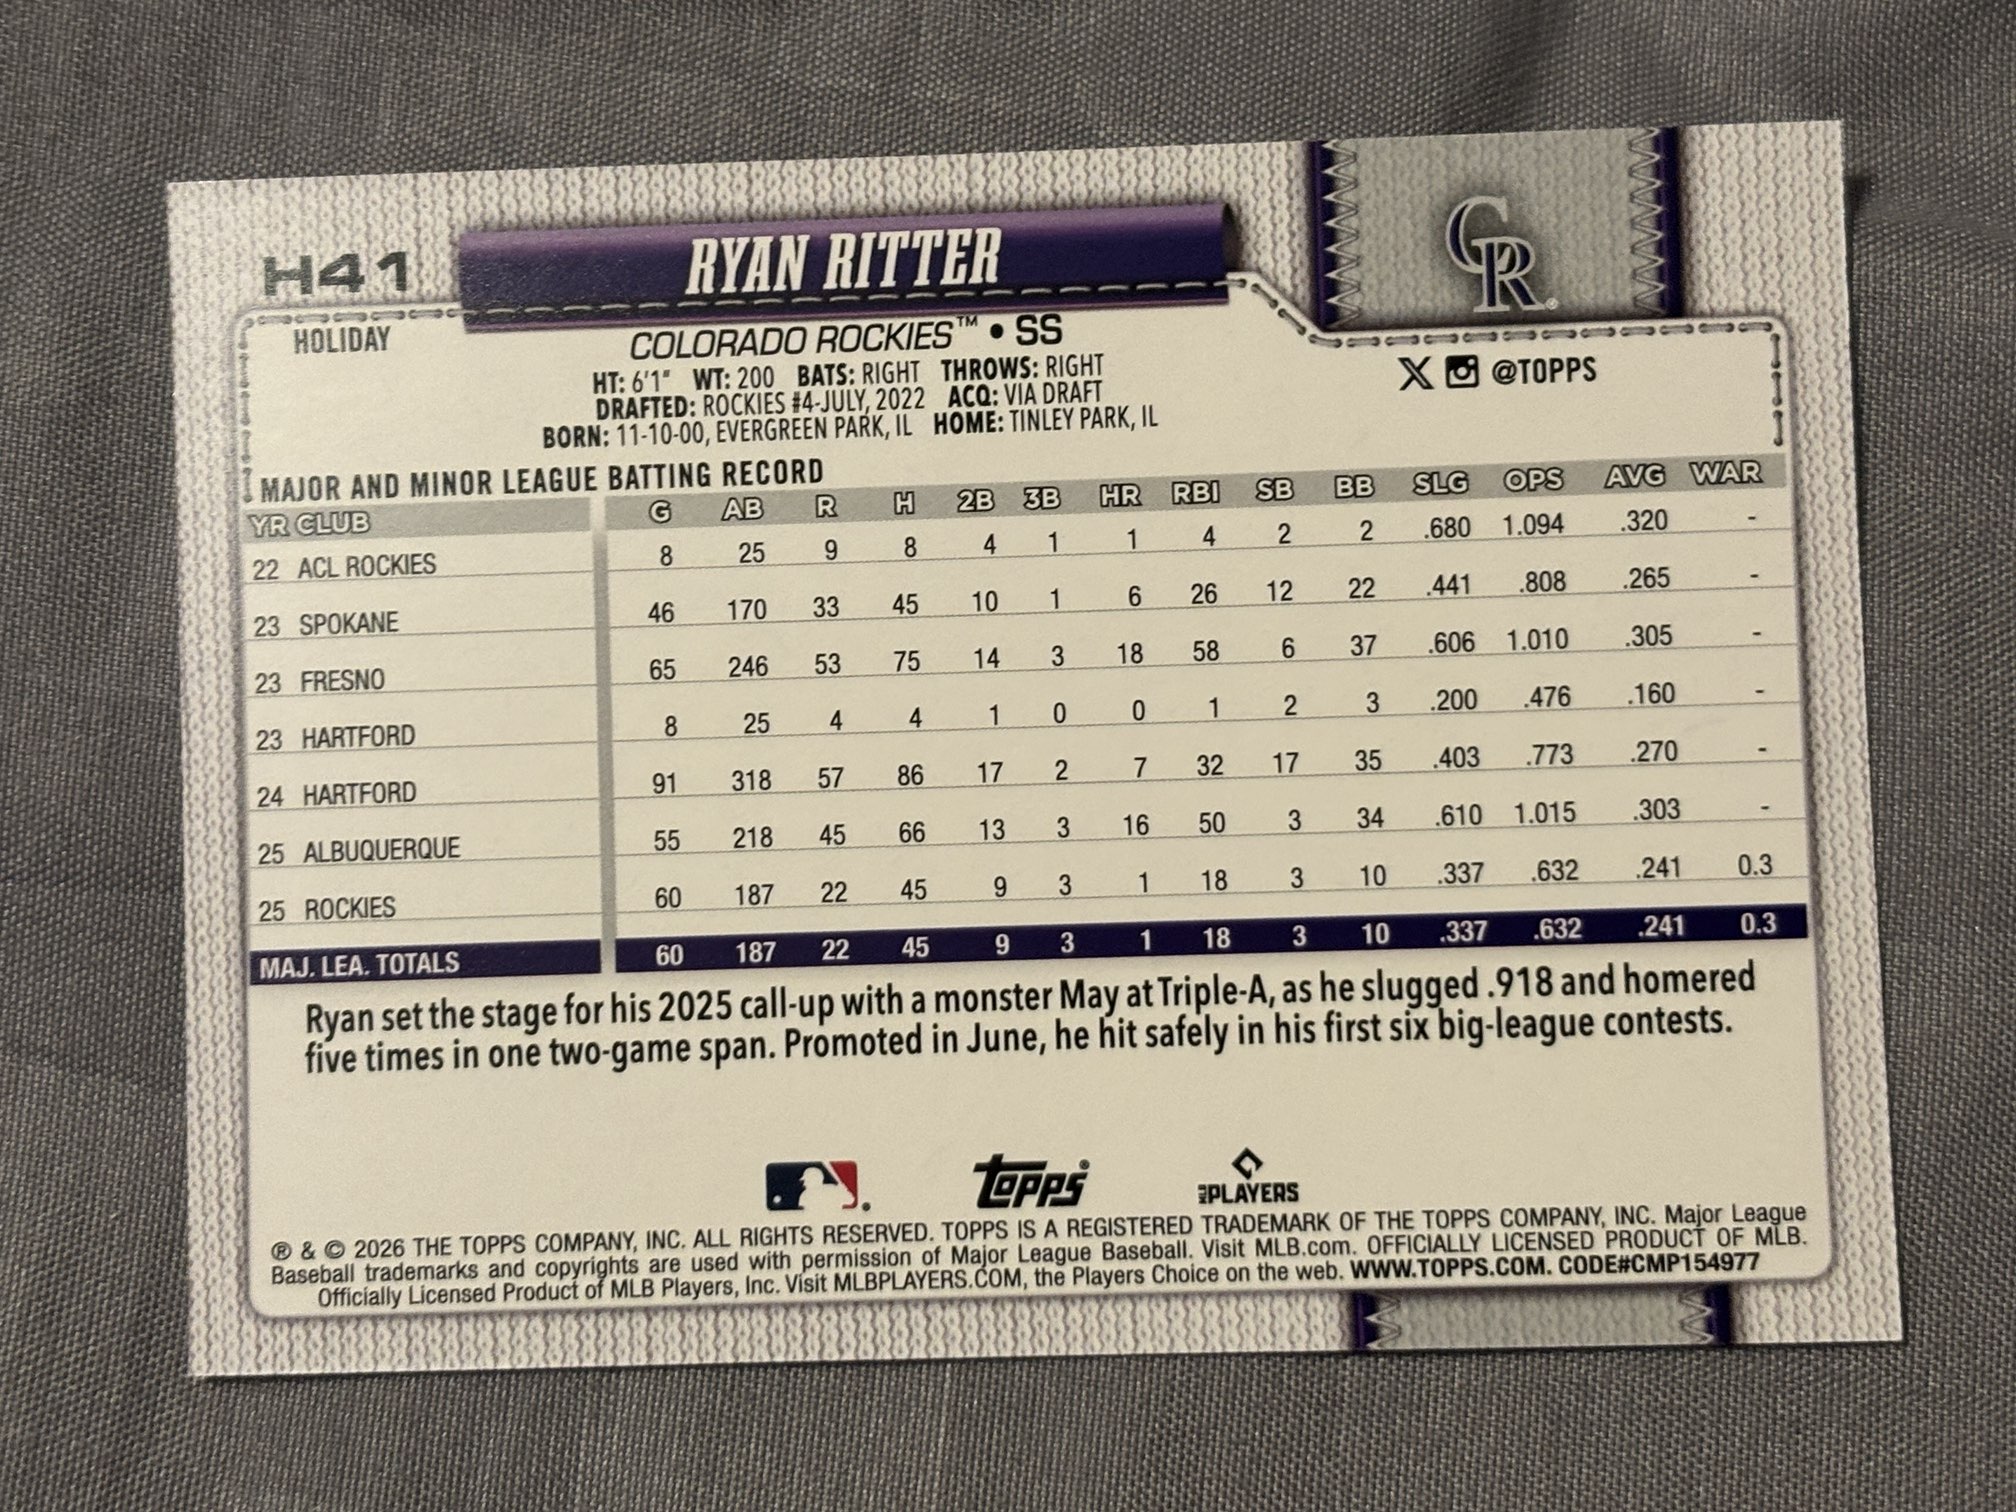 H41
RYAN RITTER
CR
HOLIDAY
COLORADO ROCKIES™ • SS
HT: 6'1" WT: 200 BATS: RIGHT THROWS: RIGHT
DRAFTED: ROCKIES #4-JULY, 2022 ACQ: VIA DRAFT
BORN: 11-10-00, EVERGREEN PARK, IL HOME: TINLEY PARK, IL
X @TOPPS
MAJOR AND MINOR LEAGUE BATTING RECORD
YR CLUB G AB R H 2B 3B HR RBI SB BB SLG OPS AVG WAR
22 ACL ROCKIES 8 25 9 8 4 1 1 4 2 2 .680 1.094 .320 -
23 SPOKANE 46 170 33 45 10 1 6 26 12 22 .441 .808 .265 -
23 FRESNO 65 246 53 75 14 3 18 58 6 37 .606 1.010 .305 -
23 HARTFORD 8 25 4 4 1 0 0 1 2 3 .200 .476 .160 -
24 HARTFORD 91 318 57 86 17 2 7 32 17 35 .403 .773 .270 -
25 ALBUQUERQUE 55 218 45 66 13 3 16 50 3 34 .610 1.015 .303 -
25 ROCKIES 60 187 22 45 9 3 1 18 3 10 .337 .632 .241 0.3
MAJ. LEA. TOTALS 60 187 22 45 9 3 1 18 3 10 .337 .632 .241 0.3
Ryan set the stage for his 2025 call-up with a monster May at Triple-A, as he slugged .918 and homered
five times in one two-game span. Promoted in June, he hit safely in his first six big-league contests.
Topps®
MLB PLAYERS
® & © 2026 THE TOPPS COMPANY, INC. ALL RIGHTS RESERVED. TOPPS IS A REGISTERED TRADEMARK OF THE TOPPS COMPANY, INC. Major League
Baseball trademarks and copyrights are used with permission of Major League Baseball. Visit MLB.com. OFFICIALLY LICENSED PRODUCT OF MLB.
Officially Licensed Product of MLB Players, Inc. Visit MLBPLAYERS.COM, the Players Choice on the web. WWW.TOPPS.COM. CODE#CMP154977